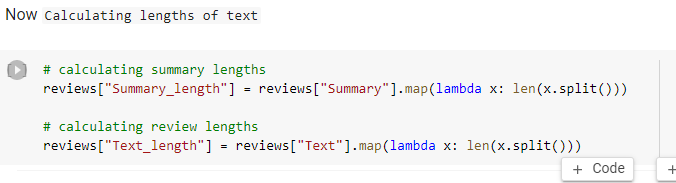 Now Calculating lengths of text
# calculating summary lengths
reviews["Summary_length"] = reviews["Summary"].map(lambda x: len(x.split()))
# calculating review lengths
reviews["Text_length"] = reviews["Text"].map(lambda x: len(x.split()))
+ Code
+